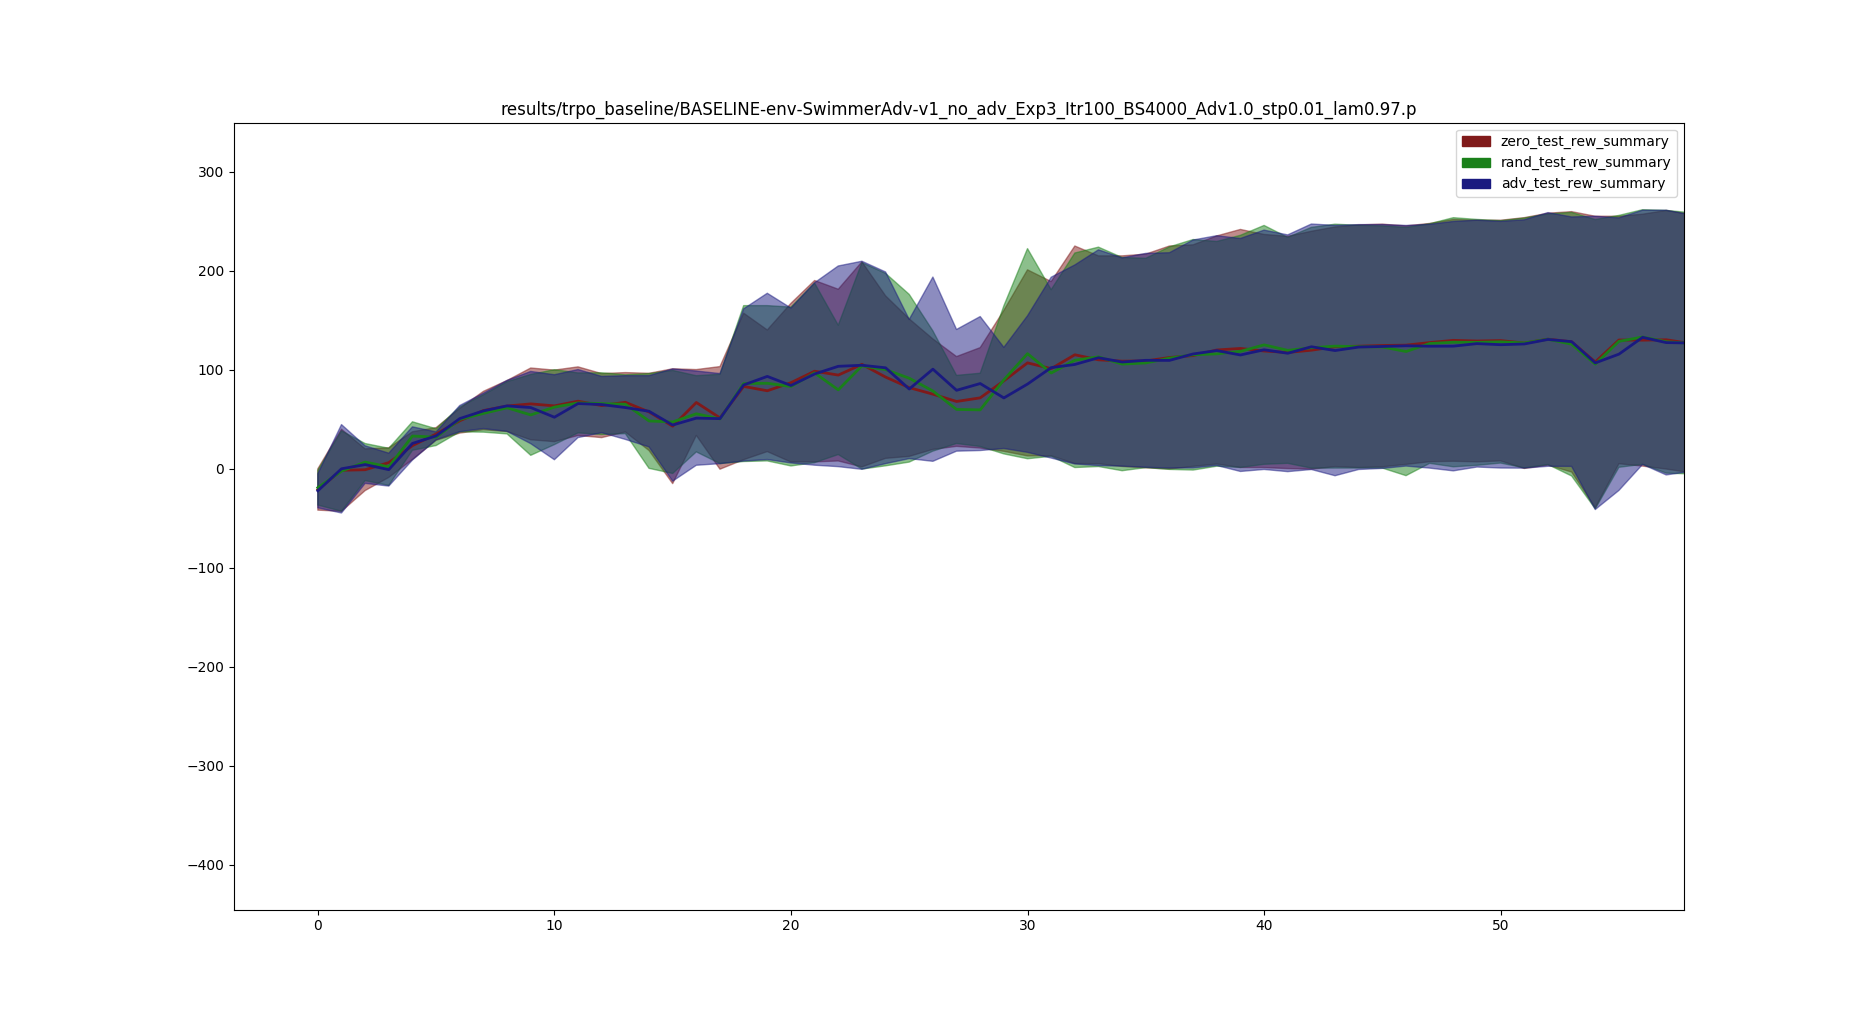 results/trpo_baseline/BASELINE-env-SwimmerAdv-v1_no_adv_Exp3_Itr100_BS4000_Adv1.0_stp0.01_lam0.97.p
zero_test_rew_summary
rand_test_rew_summary
adv_test_rew_summary
300
200
100
0
−100
−200
−300
−400
0 10 20 30 40 50